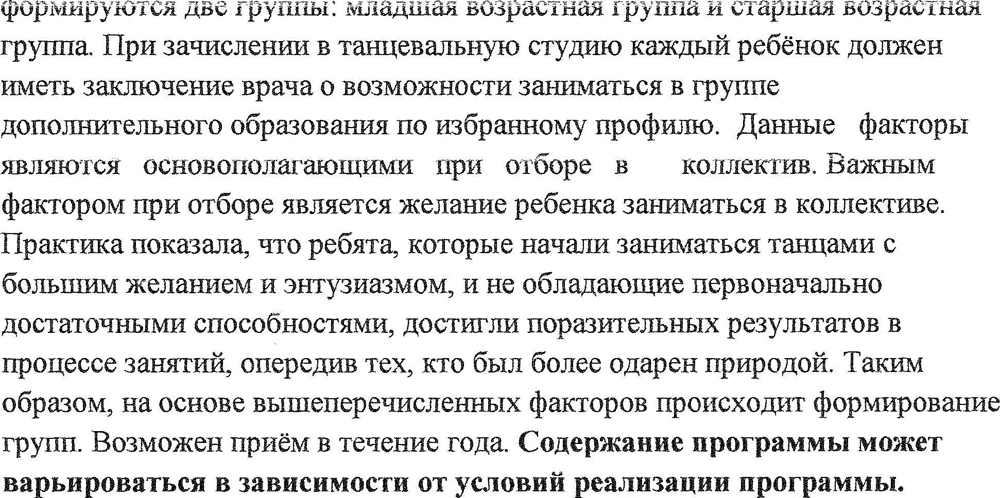 формируются две группы: младшая возрастная группа и старшая возрастная
группа. При зачислении в танцевальную студию каждый ребёнок должен
иметь заключение врача о возможности заниматься в группе
дополнительного образования по избранному профилю. Данные факторы
являются основополагающими при отборе в коллектив. Важным
фактором при отборе является желание ребенка заниматься в коллективе.
Практика показала, что ребята, которые начали заниматься танцами с
большим желанием и энтузиазмом, и не обладающие первоначально
достаточными способностями, достигли поразительных результатов в
процессе занятий, опередив тех, кто был более одарен природой. Таким
образом, на основе вышеперечисленных факторов происходит формирование
групп. Возможен приём в течение года. Содержание программы может
варьироваться в зависимости от условий реализации программы.